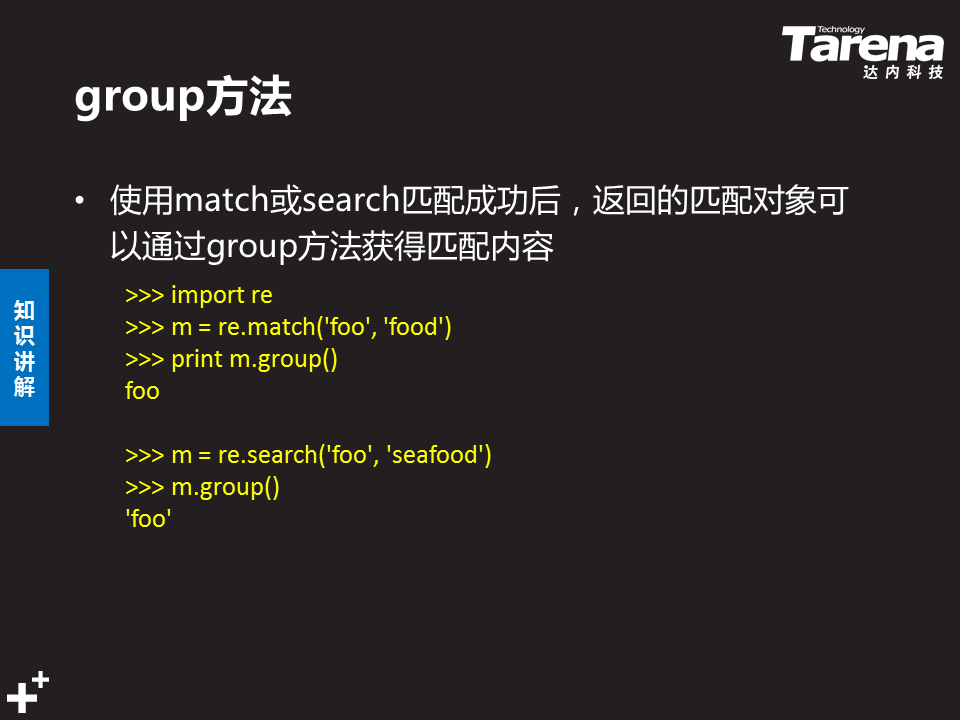 Technology
Tarena
达内科技
group方法
• 使用match或search匹配成功后，返回的匹配对象可
以通过group方法获得匹配内容
>>> import re
>>> m = re.match('foo', 'food')
>>> print m.group()
foo
>>> m = re.search('foo', 'seafood')
>>> m.group()
'foo'
知
识
讲
解